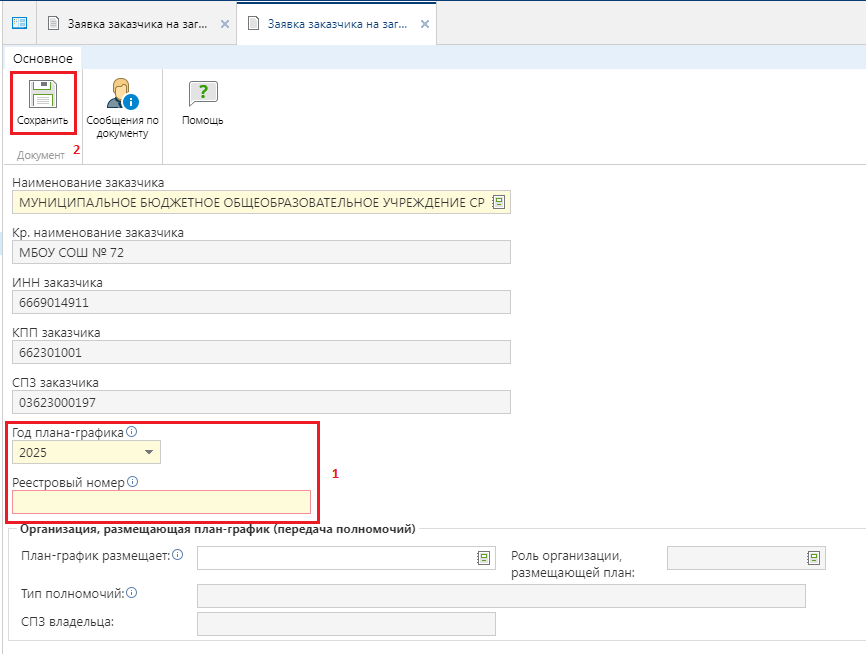 Заявка заказчика на заг...
Заявка заказчика на заг...
Основное
Сохранить
Сообщения по
документу
Помощь
Документ
2
Наименование заказчика
МУНИЦИПАЛЬНОЕ БЮДЖЕТНОЕ ОБЩЕОБРАЗОВАТЕЛЬНОЕ УЧРЕЖДЕНИЕ СР
Кр. наименование заказчика
МБОУ СОШ № 72
ИНН заказчика
6669014911
КПП заказчика
662301001
СПЗ заказчика
03623000197
Год плана-графика
2025
Реестровый номер
1
Организация, размещающая план-график (передача полномочий)
План-график размещает:
Роль организации,
размещающей план:
Тип полномочий:
СПЗ владельца: